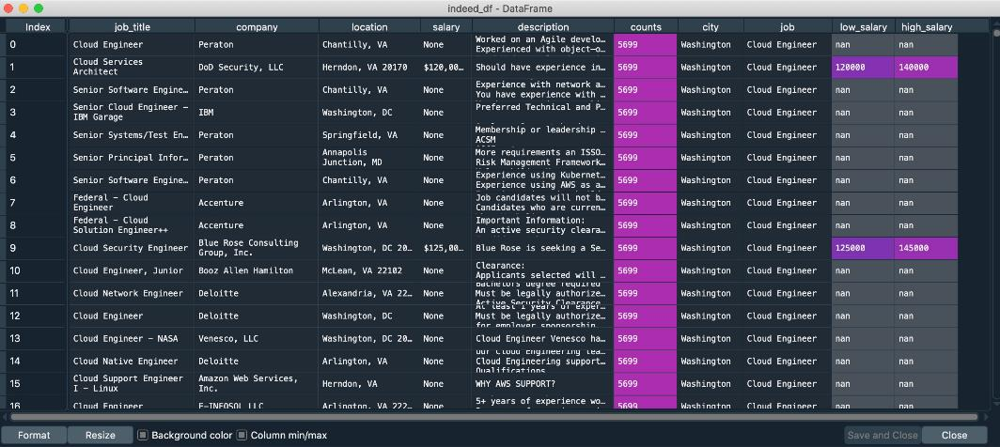 indeed_df - DataFrame
Index job_title company location salary description counts city job low_salary high_salary
0 Cloud Engineer Peraton Chantilly, VA None Worked on an Agile develo… 5699 Washington Cloud Engineer nan nan
Experienced with object-o…
1 Cloud Services DoD Security, LLC Herndon, VA 20170 $120,00… Should have experience in… 5699 Washington Cloud Engineer 120000 140000
Architect
2 Senior Software Engine… Peraton Chantilly, VA None Experience with network a… 5699 Washington Cloud Engineer nan nan
You have experience with …
3 Senior Cloud Engineer - IBM Washington, DC None Preferred Technical and P… 5699 Washington Cloud Engineer nan nan
IBM Garage
4 Senior Systems/Test En… Peraton Springfield, VA None Membership or leadership … 5699 Washington Cloud Engineer nan nan
ACSM
5 Senior Principal Infor… Peraton Annapolis None More requirements an ISSO… 5699 Washington Cloud Engineer nan nan
Junction, MD Risk Management Framework…
6 Senior Software Engine… Peraton Chantilly, VA None Experience using Kubernet… 5699 Washington Cloud Engineer nan nan
Experience using AWS as a…
7 Federal - Cloud Accenture Arlington, VA None Job candidates will not b… 5699 Washington Cloud Engineer nan nan
Engineer Candidates who are curren…
8 Federal - Cloud Accenture Arlington, VA None Important Information: 5699 Washington Cloud Engineer nan nan
Solution Engineer++ An active security cleara…
9 Cloud Security Engineer Blue Rose Consulting Washington, DC 20… $125,00… Blue Rose is seeking a Se… 5699 Washington Cloud Engineer 125000 145000
Group, Inc.
10 Cloud Engineer, Junior Booz Allen Hamilton McLean, VA 22102 None Clearance: 5699 Washington Cloud Engineer nan nan
Applicants selected will …
11 Cloud Network Engineer Deloitte Alexandria, VA 22… None Bachelors degree required 5699 Washington Cloud Engineer nan nan
Must be legally authorize…
Active Security Clearance
12 Cloud Engineer Deloitte Washington, DC None At least 1 years of exper… 5699 Washington Cloud Engineer nan nan
Must be legally authorize…
for employer sponsorship
13 Cloud Engineer - NASA Venesco, LLC Washington, DC 20… None Cloud Engineer Venesco ha… 5699 Washington Cloud Engineer nan nan
14 Cloud Native Engineer Deloitte Arlington, VA None Our Cloud Engineering tea… 5699 Washington Cloud Engineer nan nan
Cloud Engineering support…
Qualifications
15 Cloud Support Engineer Amazon Web Services, Herndon, VA None WHY AWS SUPPORT? 5699 Washington Cloud Engineer nan nan
I - Linux Inc.
16 Cloud Engineer E-INFOSOL LLC Arlington, VA 222… None 5+ years of experience wo… 5699 Washington Cloud Engineer nan nan
Format Resize Background color Column min/max Save and Close Close